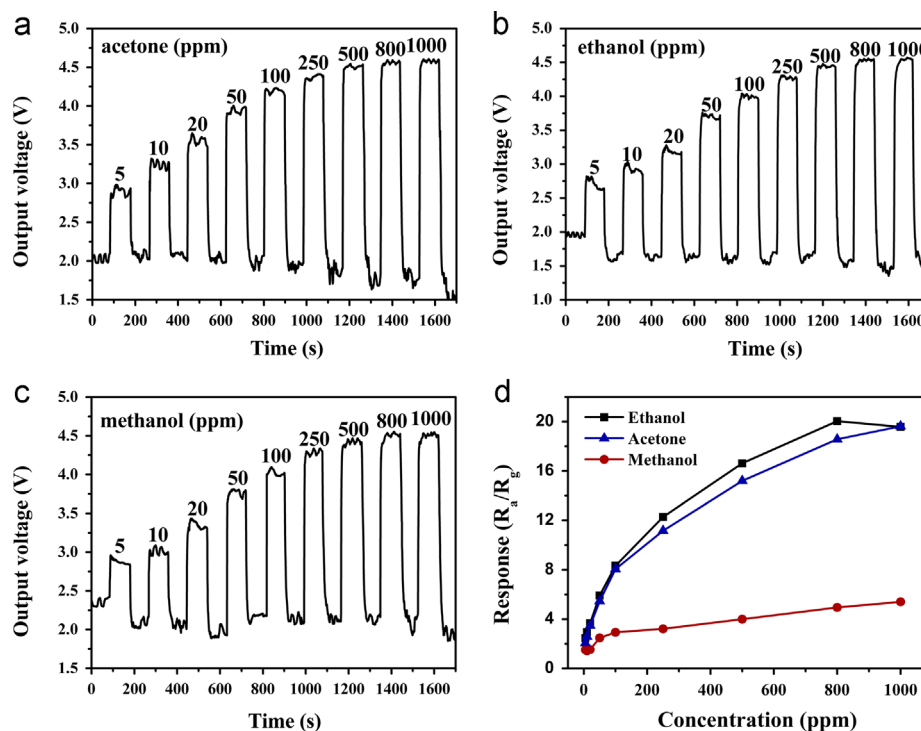 a
acetone (ppm)
5 10 20 50 100 250 500 800 1000
5.0
4.5
4.0
3.5
3.0
2.5
2.0
1.5
Output voltage (V)
0 200 400 600 800 1000 1200 1400 1600
Time (s)
b
ethanol (ppm)
5 10 20 50 100 250 500 800 1000
5.0
4.5
4.0
3.5
3.0
2.5
2.0
1.5
1.0
Output voltage (V)
0 200 400 600 800 1000 1200 1400 1600
Time (s)
c
methanol (ppm)
5 10 20 50 100 250 500 800 1000
5.0
4.5
4.0
3.5
3.0
2.5
2.0
1.5
Output voltage (V)
0 200 400 600 800 1000 1200 1400 1600
Time (s)
d
Ethanol
Acetone
Methanol
20
16
12
8
4
0
Response (Ra/Rg)
0 200 400 600 800 1000
Concentration (ppm)